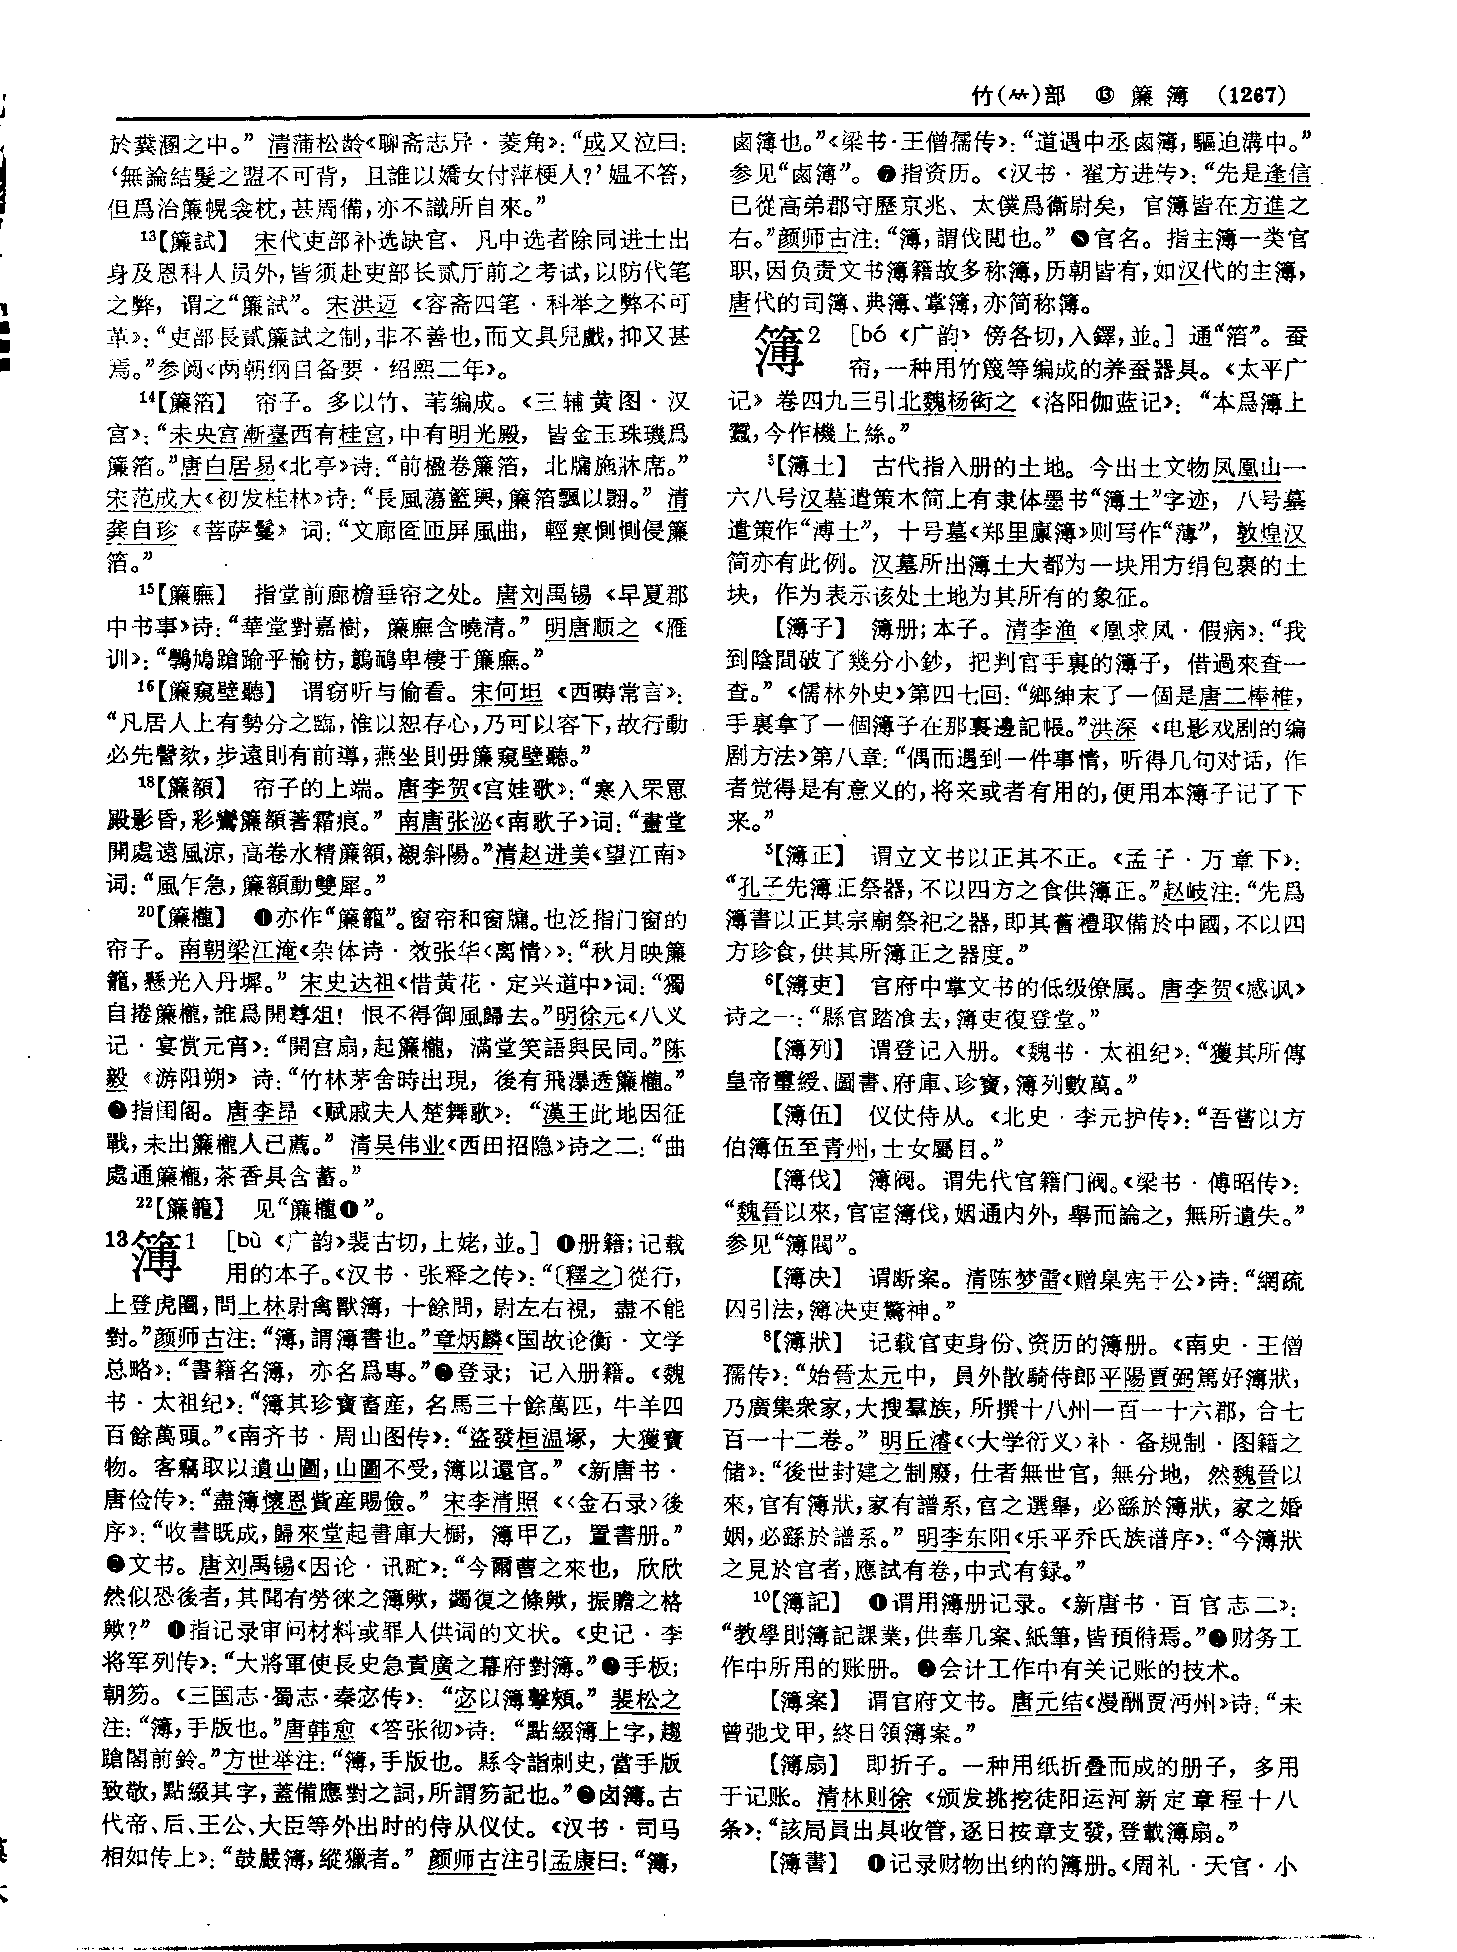 竹(⺮)部 ⑬ 簾 簿 (1267)
於糞溷之中。”清蒲松龄《聊斋志异·菱角》：“成又泣曰：
‘無論結髮之盟不可背，且誰以嬌女付萍梗人？’媪不答，
但爲治簾幌衾枕，甚周備，亦不識所自來。”
13【簾試】 宋代吏部补选缺官、凡中选者除同进士出
身及恩科人员外，皆须赴吏部长贰厅前之考试，以防代笔
之弊，谓之“簾試”。宋洪迈《容斋四笔·科举之弊不可
革》：“吏部長貳簾試之制，非不善也，而文具兒戲，抑又甚
焉。”参阅《两朝纲目备要·绍熙二年》。
14【簾箔】 帘子。多以竹、苇编成。《三辅黄图·汉
宫》：“未央宫漸臺西有桂宫，中有明光殿，皆金玉珠璣爲
簾箔。”唐白居易《北亭》诗：“前楹卷簾箔，北牖施牀席。”
宋范成大《初发桂林》诗：“長風蕩籃輿，簾箔飄以翾。”清
龚自珍《菩萨鬘》词：“文廊匼匝屏風曲，輕寒惻惻侵簾
箔。”
15【簾廡】 指堂前廊檐垂帘之处。唐刘禹锡《早夏郡
中书事》诗：“華堂對嘉樹，簾廡含曉清。”明唐顺之《雁
训》：“鷽鳩蹌踰乎榆枋，鷾鴯卑棲于簾廡。”
16【簾窺壁聽】 谓窃听与偷看。宋何坦《西畴常言》：
“凡居人上有勢分之臨，惟以恕存心，乃可以容下，故行動
必先謦欬，步遠則有前導，燕坐則毋簾窺壁聽。”
18【簾額】 帘子的上端。唐李贺《宫娃歌》：“寒入罘罳
殿影昏，彩鸞簾額著霜痕。”南唐张泌《南歌子》词：“畫堂
開處遠風涼，高卷水精簾額，襯斜陽。”清赵进美《望江南》
词：“風乍急，簾額動雙犀。”
20【簾櫳】 ❶亦作“簾籠”。窗帘和窗牖。也泛指门窗的
帘子。南朝梁江淹《杂体诗·效张华〈离情〉》：“秋月映簾
籠，懸光入丹墀。”宋史达祖《惜黄花·定兴道中》词：“獨
自捲簾櫳，誰爲開尊俎！恨不得御風歸去。”明徐元《八义
记·宴赏元宵》：“開宫扇，起簾櫳，滿堂笑語與民同。”陈
毅《游阳朔》诗：“竹林茅舍時出現，後有飛瀑透簾櫳。”
❷指闺阁。唐李昂《赋戚夫人楚舞歌》：“漢王此地因征
戰，未出簾櫳人已薦。”清吴伟业《西田招隐》诗之二：“曲
處通簾櫳，茶香具含蓄。”
22【簾籠】 见“簾櫳❶”。
13簿1 [bù《广韵》裴古切，上姥，並。] ❶册籍；记载
用的本子。《汉书·张释之传》：“〔釋之〕從行，
上登虎圈，問上林尉禽獸簿，十餘問，尉左右視，盡不能
對。”颜师古注：“簿，謂簿書也。”章炳麟《国故论衡·文学
总略》：“書籍名簿，亦名爲專。”❷登录；记入册籍。《魏
书·太祖纪》：“簿其珍寶畜産，名馬三十餘萬匹，牛羊四
百餘萬頭。”《南齐书·周山图传》：“盜發桓温塚，大獲寶
物。客竊取以遺山圖，山圖不受，簿以還官。”《新唐书·
唐俭传》：“盡簿懷恩貲産賜儉。”宋李清照《〈金石录〉後
序》：“收書既成，歸來堂起書庫大櫥，簿甲乙，置書册。”
❸文书。唐刘禹锡《因论·讯甿》：“今爾曹之來也，欣欣
然似恐後者，其聞有勞徠之簿歟，蠲復之條歟，振贍之格
歟？”❹指记录审问材料或罪人供词的文状。《史记·李
将军列传》：“大將軍使長史急責廣之幕府對簿。”❺手板；
朝笏。《三国志·蜀志·秦宓传》：“宓以簿擊頰。”裴松之
注：“簿，手版也。”唐韩愈《答张彻》诗：“點綴簿上字，趨
蹌閤前鈴。”方世举注：“簿，手版也。縣令詣刺史，當手版
致敬，點綴其字，蓋備應對之詞，所謂笏記也。”❻卤簿。古
代帝、后、王公、大臣等外出时的侍从仪仗。《汉书·司马
相如传上》：“鼓嚴簿，縱獵者。”颜师古注引孟康曰：“簿，
鹵簿也。”《梁书·王僧孺传》：“道遇中丞鹵簿，驅迫溝中。”
参见“鹵簿”。❼指资历。《汉书·翟方进传》：“先是逢信
已從高弟郡守歷京兆、太僕爲衞尉矣，官簿皆在方進之
右。”颜师古注：“簿，謂伐閲也。”❽官名。指主簿一类官
职，因负责文书簿籍故多称簿，历朝皆有，如汉代的主簿，
唐代的司簿、典簿、掌簿，亦简称簿。
簿2 [bó《广韵》傍各切，入鐸，並。] 通“箔”。蚕
帘，一种用竹篾等编成的养蚕器具。《太平广
记》卷四九三引北魏杨衒之《洛阳伽蓝记》：“本爲簿上
蠶，今作機上絲。”
3【簿土】 古代指入册的土地。今出土文物凤凰山一
六八号汉墓遣策木简上有隶体墨书“簿土”字迹，八号墓
遣策作“溥土”，十号墓《郑里廩簿》则写作“薄”，敦煌汉
简亦有此例。汉墓所出簿土大都为一块用方绢包裹的土
块，作为表示该处土地为其所有的象征。
【簿子】 簿册；本子。清李渔《凰求凤·假病》：“我
到陰間破了幾分小鈔，把判官手裏的簿子，借過來查一
查。”《儒林外史》第四七回：“鄉紳末了一個是唐二棒椎，
手裏拿了一個簿子在那裏邊記帳。”洪深《电影戏剧的编
剧方法》第八章：“偶而遇到一件事情，听得几句对话，作
者觉得是有意义的，将来或者有用的，便用本簿子记了下
来。”
5【簿正】 谓立文书以正其不正。《孟子·万章下》：
“孔子先簿正祭器，不以四方之食供簿正。”赵岐注：“先爲
簿書以正其宗廟祭祀之器，即其舊禮取備於中國，不以四
方珍食，供其所簿正之器度。”
6【簿吏】 官府中掌文书的低级僚属。唐李贺《感讽》
诗之一：“縣官踏飡去，簿吏復登堂。”
【簿列】 谓登记入册。《魏书·太祖纪》：“獲其所傳
皇帝璽綬、圖書、府庫、珍寶，簿列數萬。”
【簿伍】 仪仗侍从。《北史·李元护传》：“吾嘗以方
伯簿伍至青州，士女屬目。”
【簿伐】 簿阀。谓先代官籍门阀。《梁书·傅昭传》：
“魏晉以來，官宦簿伐，姻通内外，舉而論之，無所遺失。”
参见“簿閥”。
【簿决】 谓断案。清陈梦雷《赠臬宪于公》诗：“網疏
囚引法，簿决吏驚神。”
8【簿狀】 记载官吏身份、资历的簿册。《南史·王僧
孺传》：“始晉太元中，員外散騎侍郎平陽賈弼篤好簿狀，
乃廣集衆家，大搜羣族，所撰十八州一百一十六郡，合七
百一十二卷。”明丘濬《〈大学衍义〉补·备规制·图籍之
储》：“後世封建之制廢，仕者無世官，無分地，然魏晉以
來，官有簿狀，家有譜系，官之選舉，必繇於簿狀，家之婚
姻，必繇於譜系。”明李东阳《乐平乔氏族谱序》：“今簿狀
之見於官者，應試有卷，中式有録。”
10【簿記】 ❶谓用簿册记录。《新唐书·百官志二》：
“教學則簿記課業，供奉几案、紙筆，皆預偫焉。”❷财务工
作中所用的账册。❸会计工作中有关记账的技术。
【簿案】 谓官府文书。唐元结《漫酬贾沔州》诗：“未
曾弛戈甲，終日領簿案。”
【簿扇】 即折子。一种用纸折叠而成的册子，多用
于记账。清林则徐《颁发挑挖徒阳运河新定章程十八
条》：“該局員出具收管，逐日按章支發，登載簿扇。”
【簿書】 ❶记录财物出纳的簿册。《周礼·天官·小